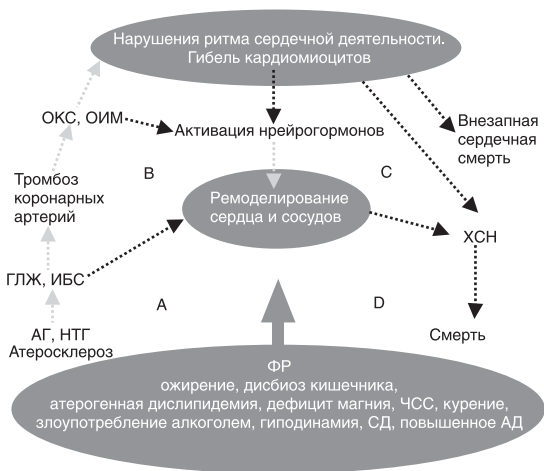 Нарушения ритма сердечной деятельности.
Гибель кардиомиоцитов
ОКС, ОИМ
Активация нрейрогормонов
Внезапная
сердечная
смерть
B
C
Тромбоз
коронарных
артерий
Ремоделирование
сердца и сосудов
ХСН
ГЛЖ, ИБС
A
D
АГ, НТГ
Атеросклероз
Смерть
ФР
ожирение, дисбиоз кишечника,
атерогенная дислипидемия, дефицит магния, ЧСС, курение,
злоупотребление алкоголем, гиподинамия, СД, повышенное АД